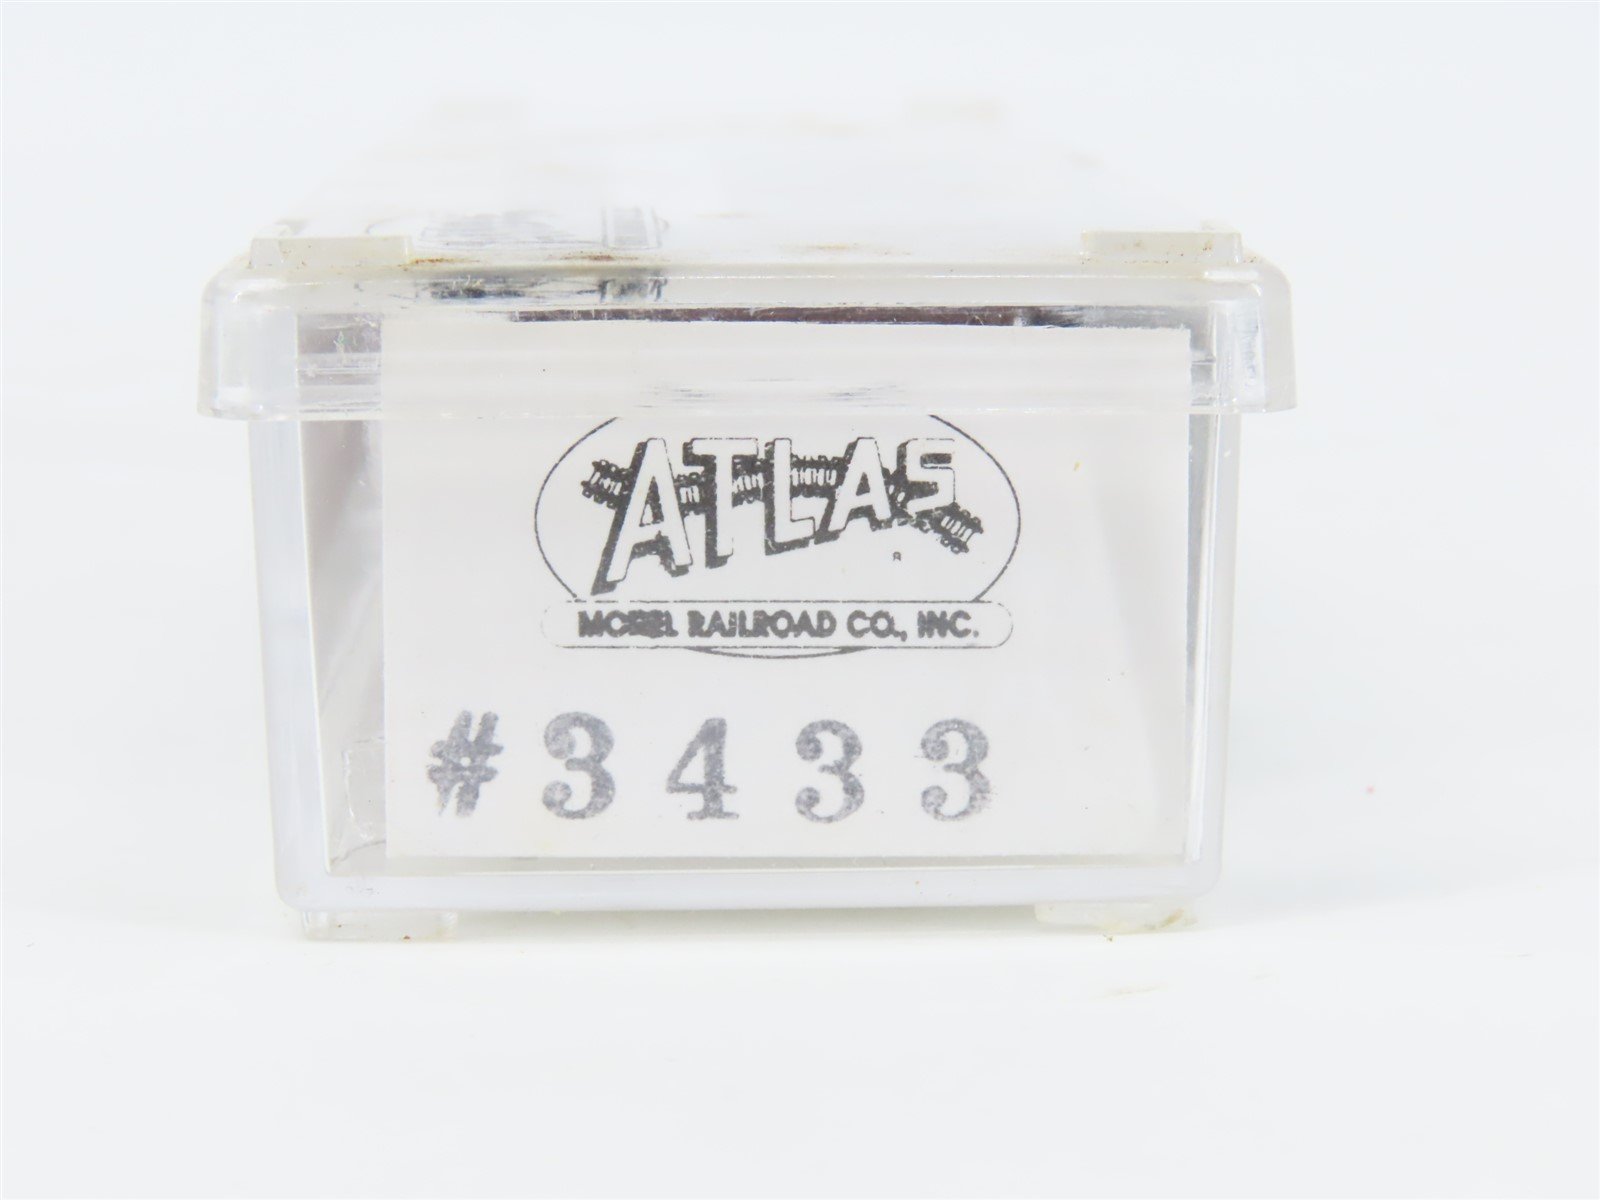 ATLAS
®
MODEL RAILROAD CO., INC.
#3433